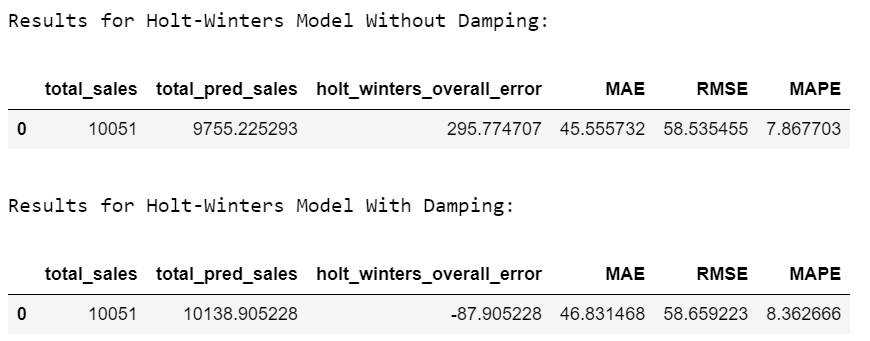 Results for Holt-Winters Model Without Damping:
total_sales total_pred_sales holt_winters_overall_error MAE RMSE MAPE
0 10051 9755.225293 295.774707 45.555732 58.535455 7.867703
Results for Holt-Winters Model With Damping:
total_sales total_pred_sales holt_winters_overall_error MAE RMSE MAPE
0 10051 10138.905228 -87.905228 46.831468 58.659223 8.362666